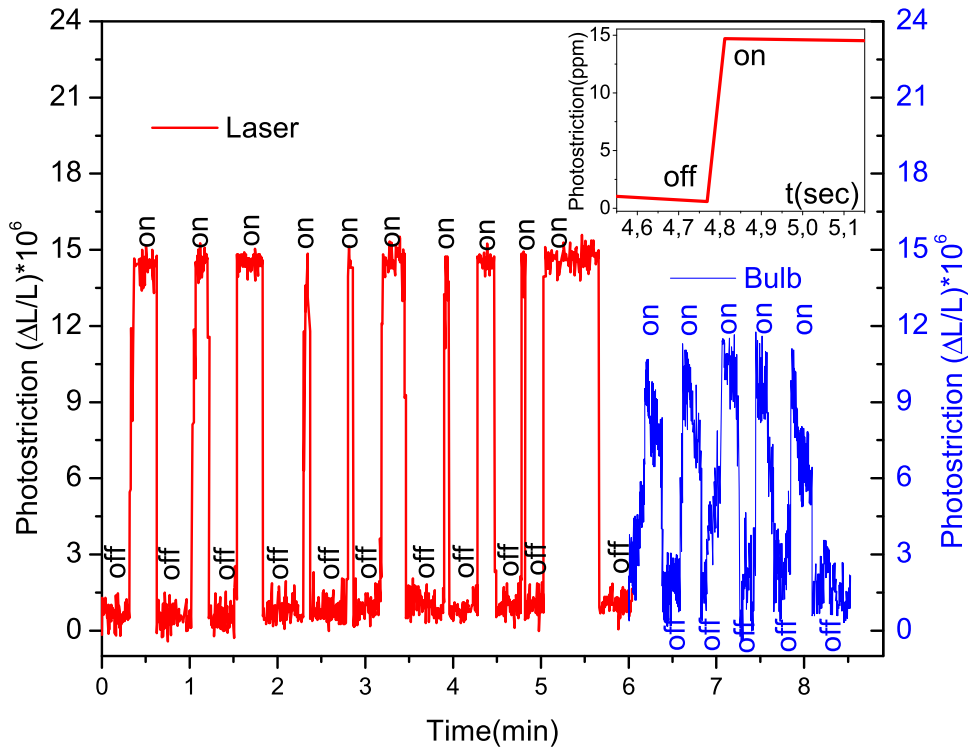 Photostriction (ΔL/L)*10⁶
24
21
18
15
12
9
6
3
0
Laser
on on on on on on on on on on
off off off off off off off off off off off
0 1 2 3 4 5 6 7 8
Time(min)
Photostriction(ppm)
15
10
5
0
on
off
t(sec)
4,6 4,7 4,8 4,9 5,0 5,1
Bulb
on on on on on
off off off off off
24
21
18
15
12
9
6
3
0
Photostriction (ΔL/L)*10⁶